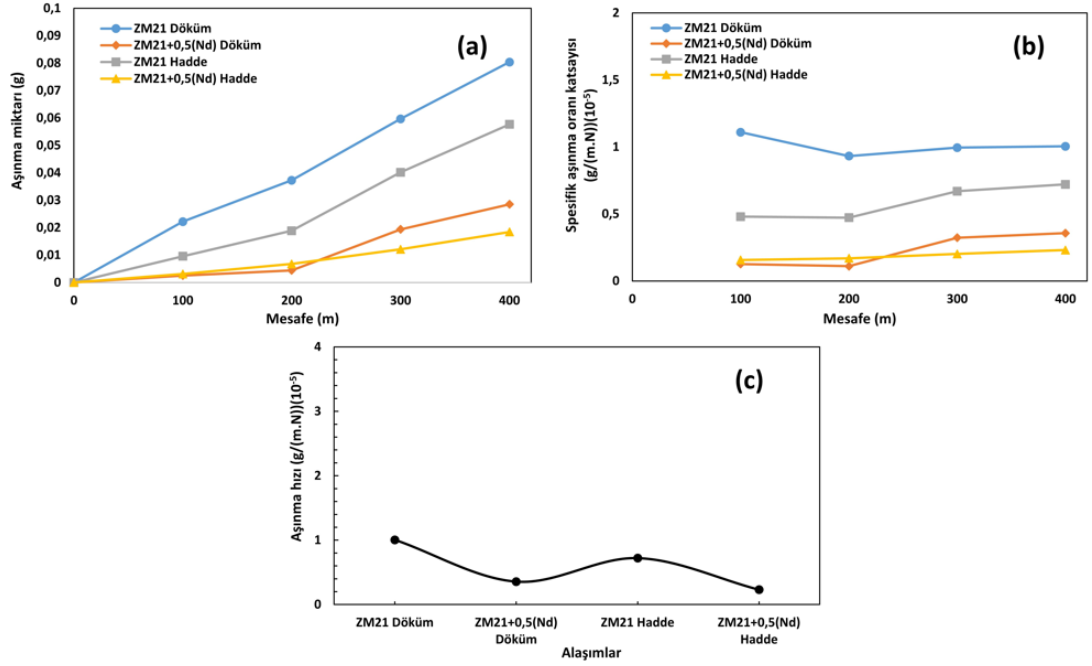 (a)
ZM21 Döküm
ZM21+0,5(Nd) Döküm
ZM21 Hadde
ZM21+0,5(Nd) Hadde
Aşınma miktarı (g)
0,1
0,09
0,08
0,07
0,06
0,05
0,04
0,03
0,02
0,01
0
0 100 200 300 400
Mesafe (m)
(b)
ZM21 Döküm
ZM21+0,5(Nd) Döküm
ZM21 Hadde
ZM21+0,5(Nd) Hadde
Spesifik aşınma oranı katsayısı
(g/(m.N))(10⁻⁵)
2
1,5
1
0,5
0
0 100 200 300 400
Mesafe (m)
(c)
Aşınma hızı (g/(m.N))(10⁻⁵)
4
3
2
1
0
ZM21 Döküm
ZM21+0,5(Nd)
Döküm
ZM21 Hadde
ZM21+0,5(Nd)
Hadde
Alaşımlar